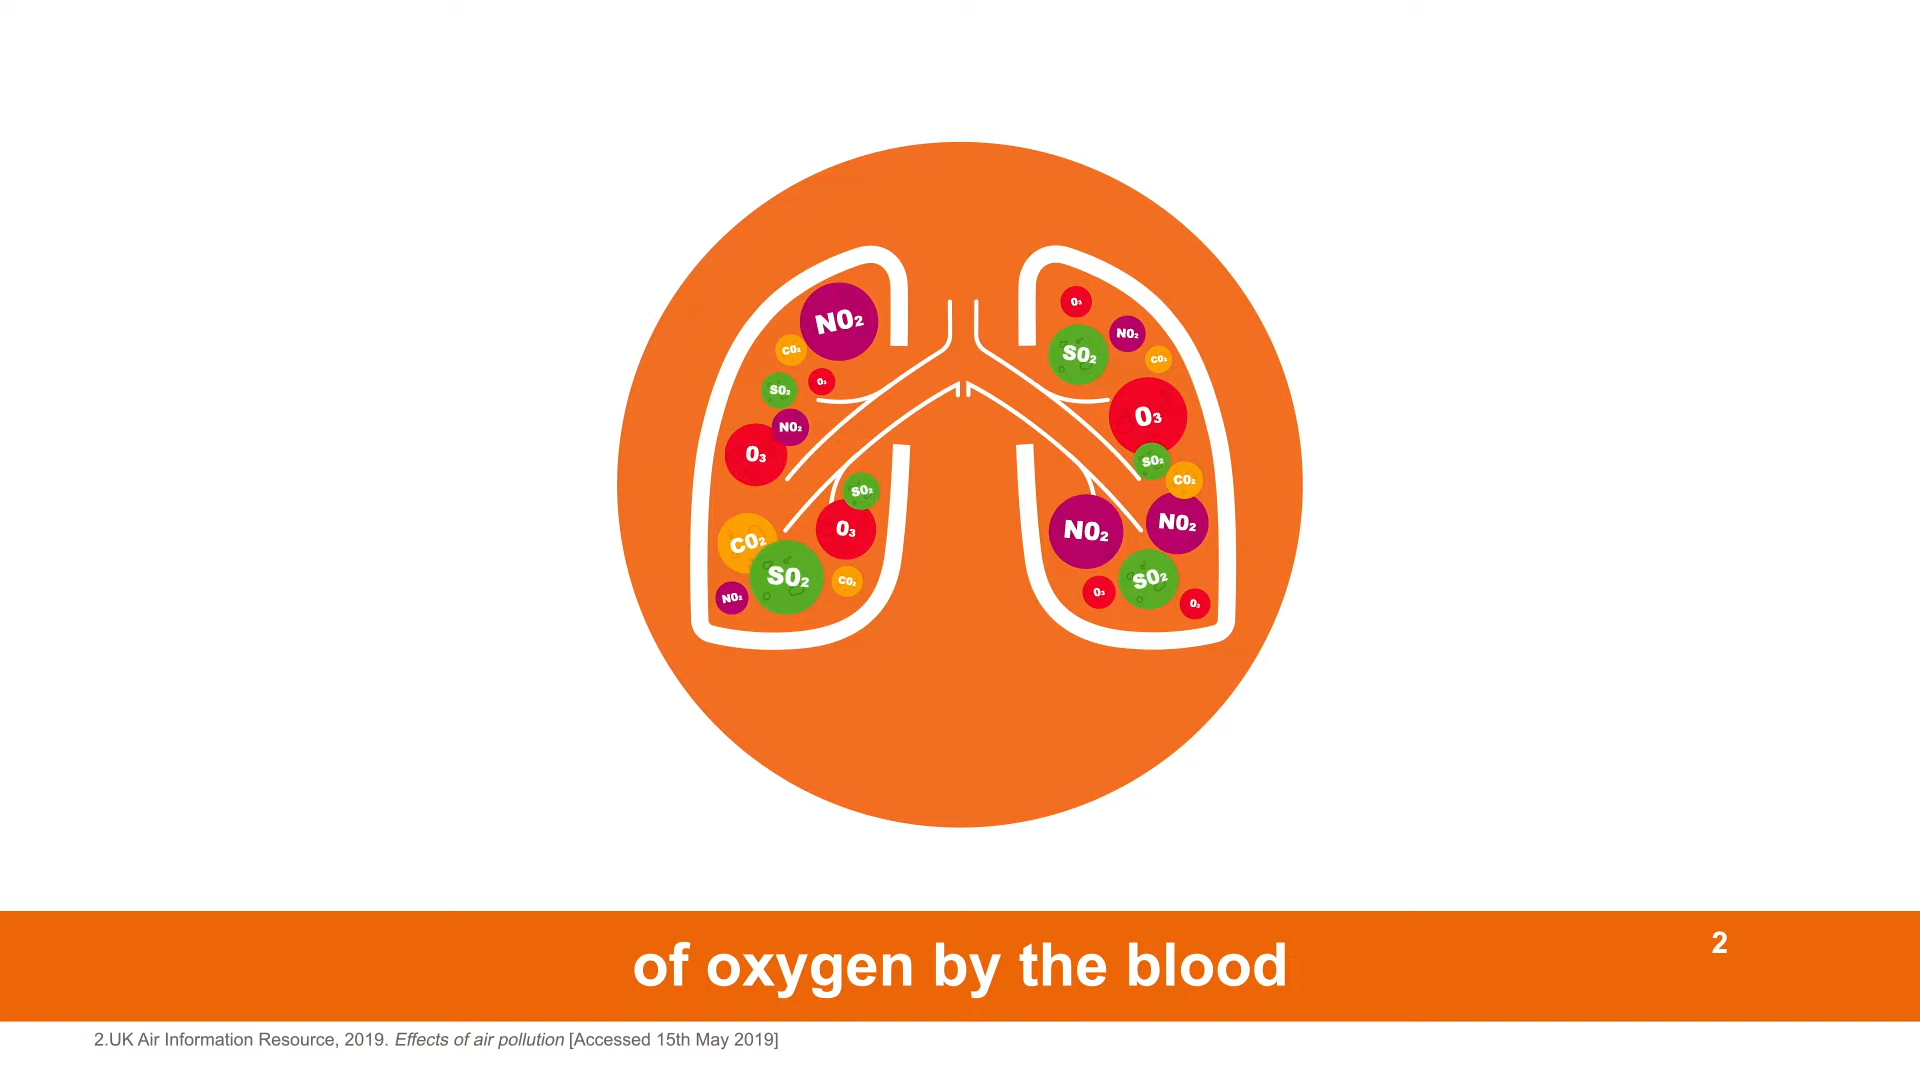 NO₂
CO₂
SO₂
O₃
NO₂
O₃
SO₂
O₃
CO₂
SO₂
CO₂
NO₂
O₃
NO₂
SO₂
CO₂
O₃
SO₂
CO₂
NO₂
NO₂
SO₂
O₃
O₃
of oxygen by the blood
2
2.UK Air Information Resource, 2019. Effects of air pollution [Accessed 15th May 2019]